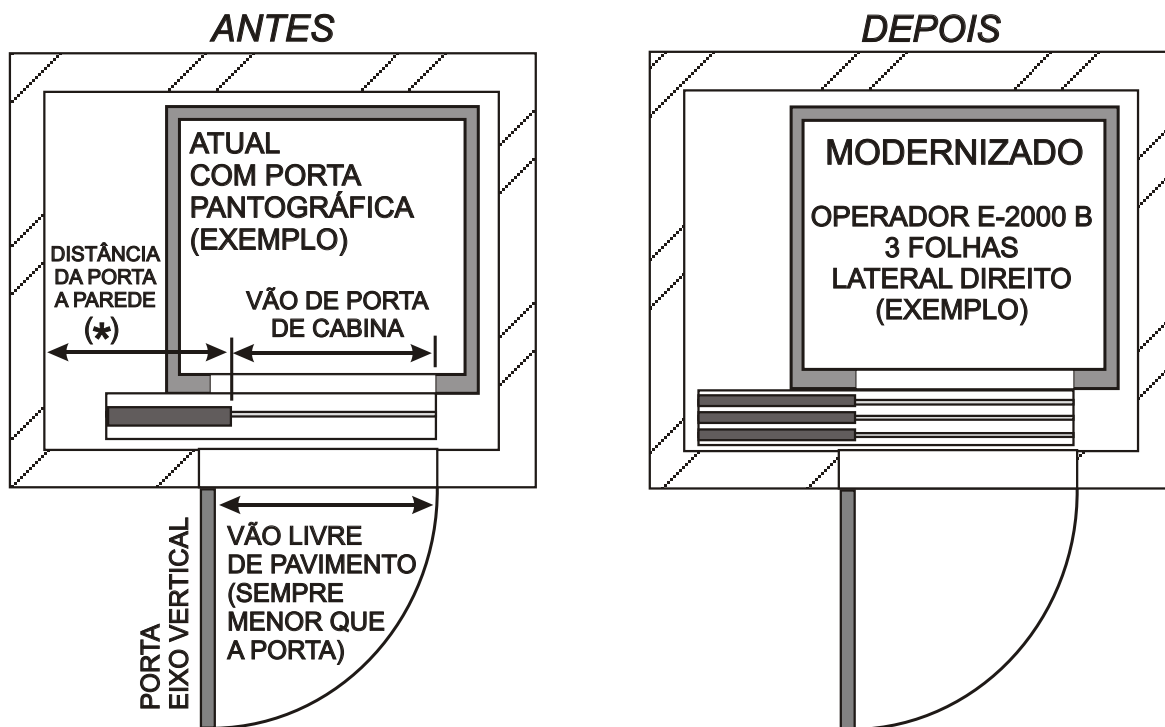 ANTES
ATUAL
COM PORTA
PANTOGRÁFICA
(EXEMPLO)
DISTÂNCIA
DA PORTA
A PAREDE
(*)
VÃO DE PORTA
DE CABINA
VÃO LIVRE
DE PAVIMENTO
(SEMPRE
MENOR QUE
A PORTA)
PORTA
EIXO VERTICAL
DEPOIS
MODERNIZADO
OPERADOR E-2000 B
3 FOLHAS
LATERAL DIREITO
(EXEMPLO)